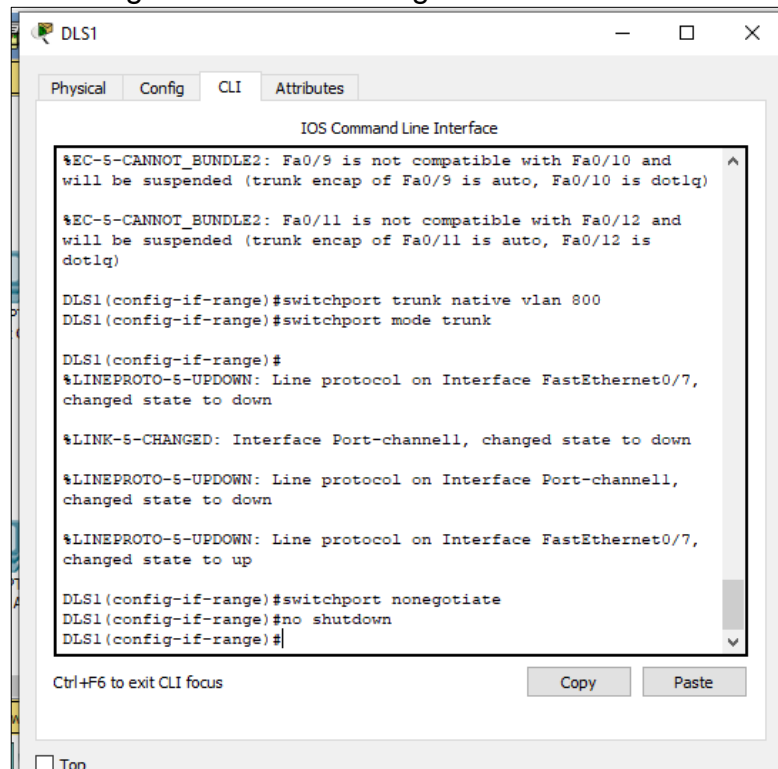 DLS1
Physical Config CLI Attributes
IOS Command Line Interface
%EC-5-CANNOT_BUNDLE2: Fa0/9 is not compatible with Fa0/10 and
will be suspended (trunk encap of Fa0/9 is auto, Fa0/10 is dot1q)
%EC-5-CANNOT_BUNDLE2: Fa0/11 is not compatible with Fa0/12 and
will be suspended (trunk encap of Fa0/11 is auto, Fa0/12 is
dot1q)
DLS1(config-if-range)#switchport trunk native vlan 800
DLS1(config-if-range)#switchport mode trunk
DLS1(config-if-range)#
%LINEPROTO-5-UPDOWN: Line protocol on Interface FastEthernet0/7,
changed state to down
%LINK-5-CHANGED: Interface Port-channel1, changed state to down
%LINEPROTO-5-UPDOWN: Line protocol on Interface Port-channel1,
changed state to down
%LINEPROTO-5-UPDOWN: Line protocol on Interface FastEthernet0/7,
changed state to up
DLS1(config-if-range)#switchport nonegotiate
DLS1(config-if-range)#no shutdown
DLS1(config-if-range)#
Ctrl+F6 to exit CLI focus
Copy Paste
Top